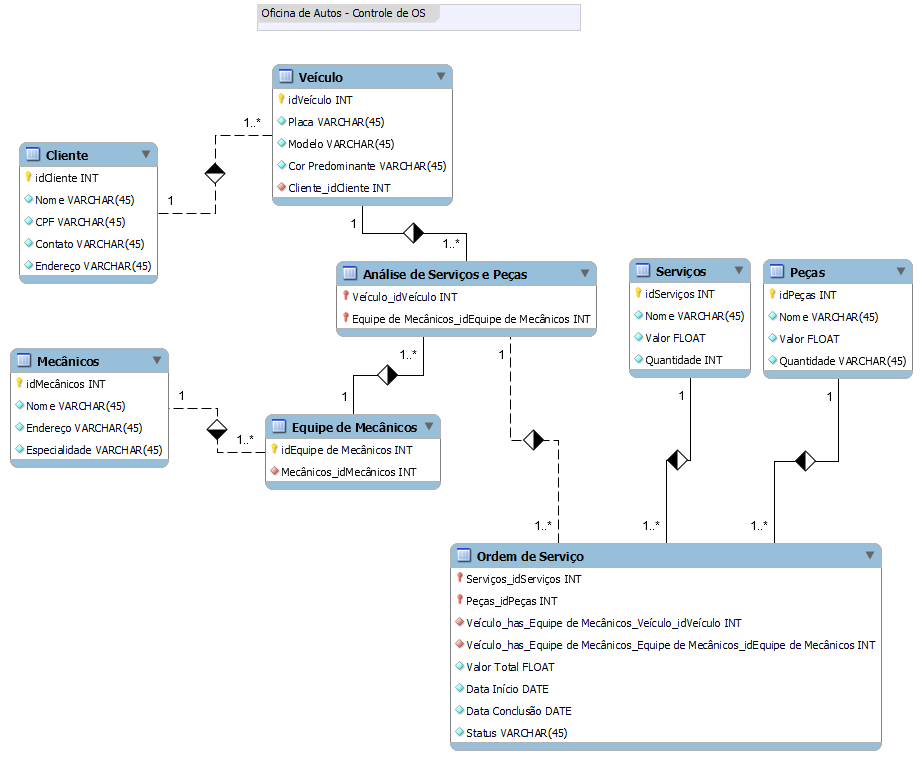 Oficina de Autos - Controle de OS
Veículo
idVeículo INT
Placa VARCHAR(45)
Modelo VARCHAR(45)
Cor Predominante VARCHAR(45)
Cliente_idCliente INT
1..*
1
Cliente
idCliente INT
Nome VARCHAR(45)
CPF VARCHAR(45)
Contato VARCHAR(45)
Endereço VARCHAR(45)
1
1..*
Análise de Serviços e Peças
Veículo_idVeículo INT
Equipe de Mecânicos_idEquipe de Mecânicos INT
Serviços
idServiços INT
Nome VARCHAR(45)
Valor FLOAT
Quantidade INT
Peças
idPeças INT
Nome VARCHAR(45)
Valor FLOAT
Quantidade VARCHAR(45)
Mecânicos
idMecânicos INT
Nome VARCHAR(45)
Endereço VARCHAR(45)
Especialidade VARCHAR(45)
1..*
1
1
1..*
1
1
1
Equipe de Mecânicos
idEquipe de Mecânicos INT
Mecânicos_idMecânicos INT
1..*
1..*
1..*
Ordem de Serviço
Serviços_idServiços INT
Peças_idPeças INT
Veículo_has_Equipe de Mecânicos_Veículo_idVeículo INT
Veículo_has_Equipe de Mecânicos_Equipe de Mecânicos_idEquipe de Mecânicos INT
Valor Total FLOAT
Data Início DATE
Data Conclusão DATE
Status VARCHAR(45)